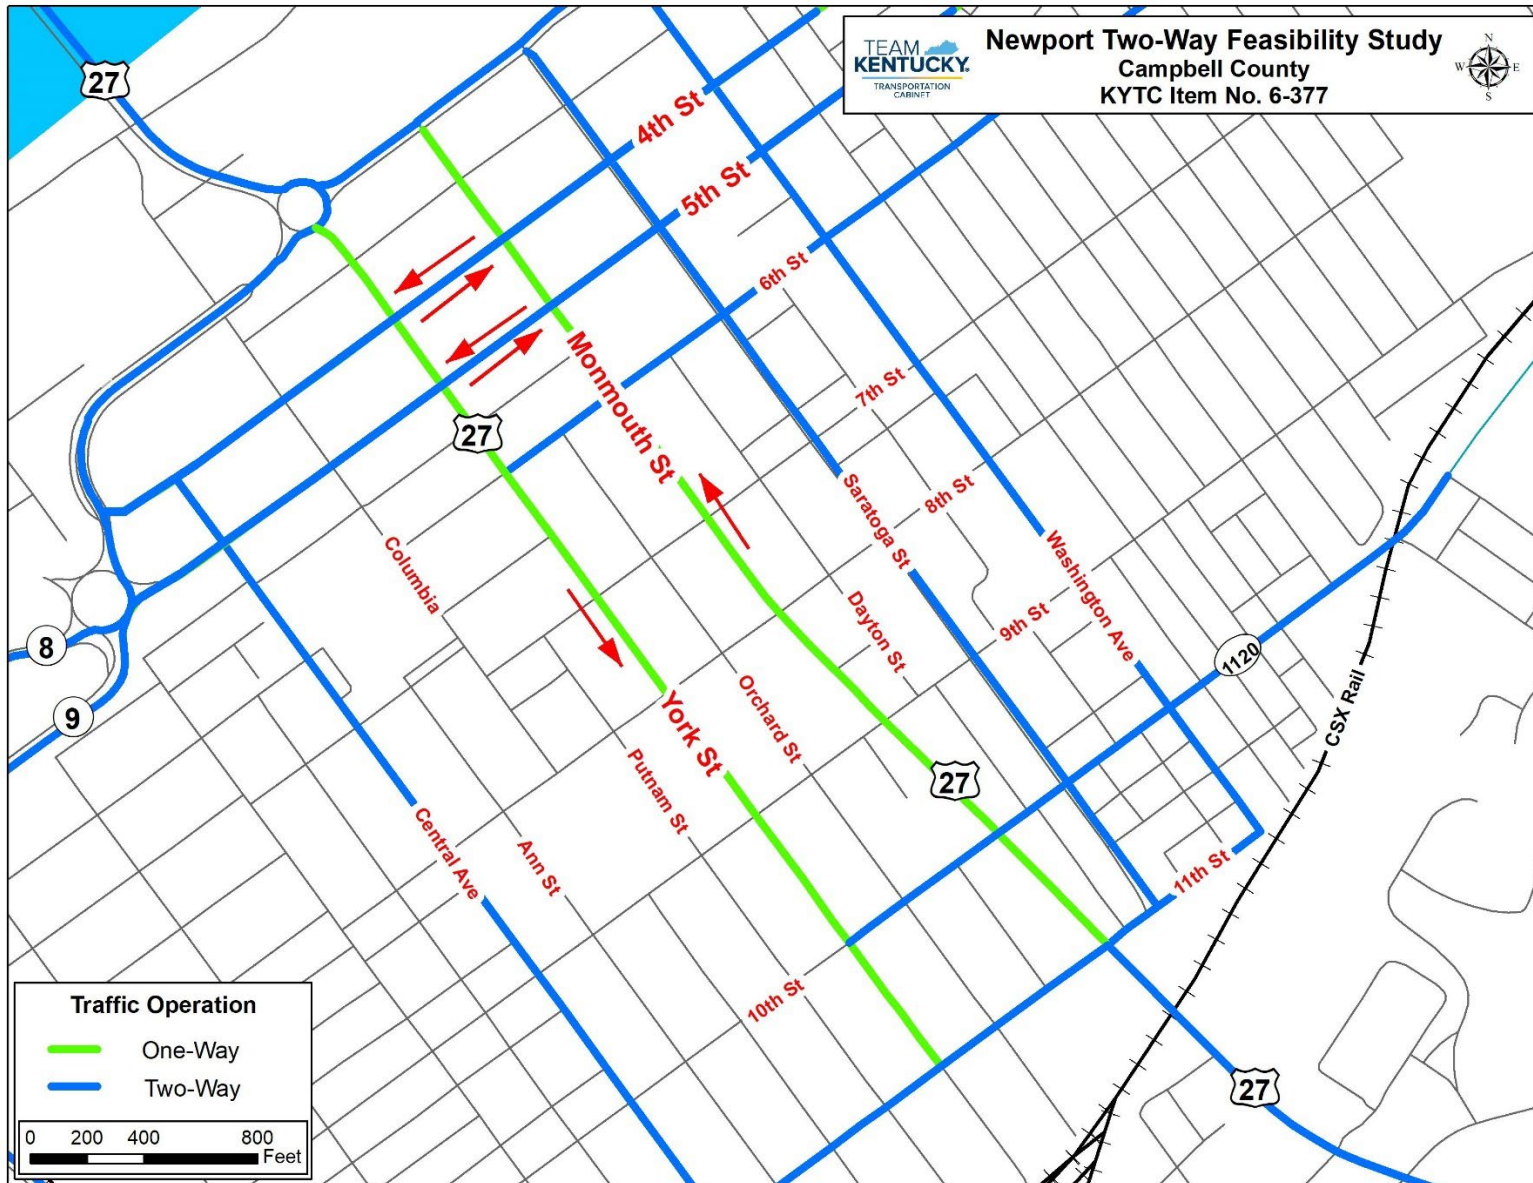 TEAM
KENTUCKY.
TRANSPORTATION
CABINET
Newport Two-Way Feasibility Study
Campbell County
KYTC Item No. 6-377
N
W E
S
27
4th St
5th St
6th St
Monmouth St
27
7th St
8th St
Saratoga St
Washington Ave
Columbia
Dayton St
9th St
8
9
1120
York St
Orchard St
Putnam St
27
CSX Rail
Central Ave
Ann St
11th St
10th St
27
Traffic Operation
One-Way
Two-Way
0 200 400 800
Feet